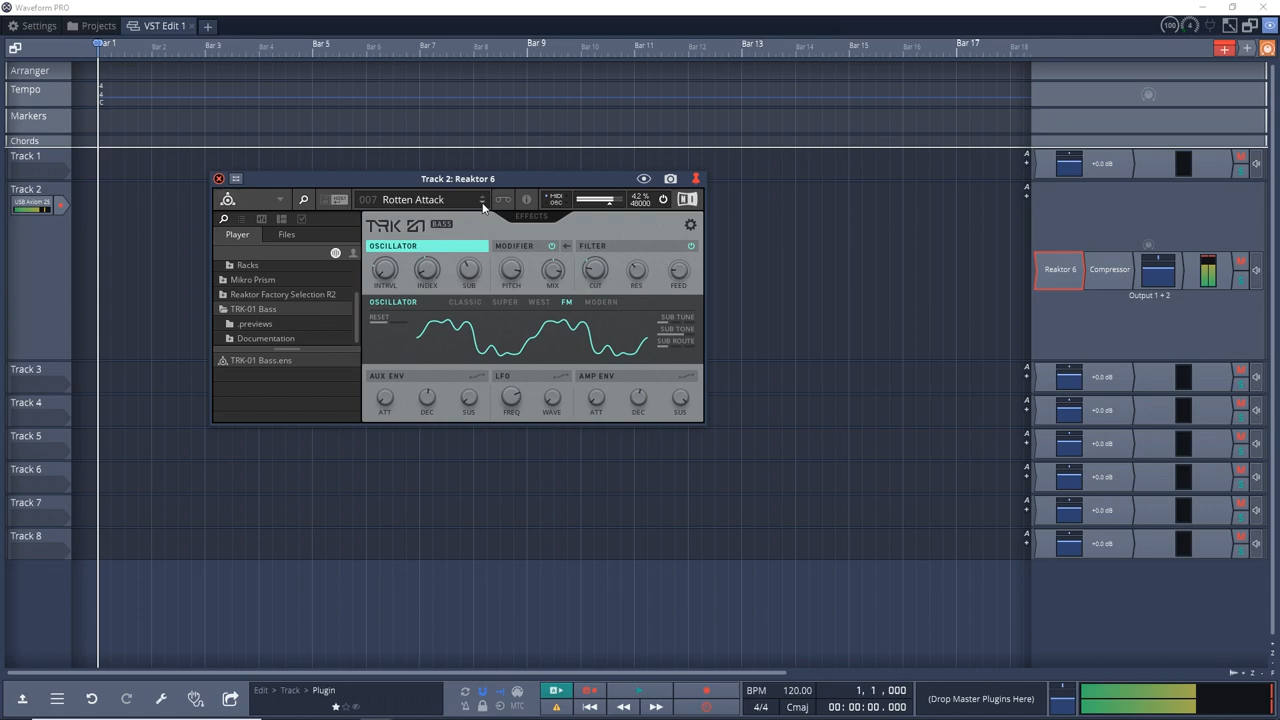 Waveform PRO
Settings
Projects
VST Edit 1
100
4
Bar 1
Bar 2
Bar 3
Bar 4
Bar 5
Bar 6
Bar 7
Bar 8
Bar 9
Bar 10
Bar 11
Bar 12
Bar 13
Bar 14
Bar 15
Bar 16
Bar 17
Bar 18
Arranger
Tempo
4
4
C
Markers
Chords
Track 1
A
+0.0 dB
M
S
Track 2
USB Axiom 25
A
Track 2: Reaktor 6
007 Rotten Attack
MIDI
OSC
4.2 %
48000
EFFECTS
TRK 01 BASS
Player
Files
OSCILLATOR
MODIFIER
FILTER
INTRVL
INDEX
SUB
PITCH
MIX
CUT
RES
FEED
Racks
Mikro Prism
Reaktor Factory Selection R2
TRK-01 Bass
.previews
Documentation
TRK-01 Bass.ens
OSCILLATOR
CLASSIC
SUPER
WEST
FM
MODERN
RESET
SUB TUNE
SUB TONE
SUB ROUTE
AUX ENV
LFO
AMP ENV
ATT
DEC
SUS
FREQ
WAVE
ATT
DEC
SUS
Reaktor 6
Compressor
M
S
Output 1 + 2
Track 3
A
+0.0 dB
M
S
Track 4
A
+0.0 dB
M
S
Track 5
A
+0.0 dB
M
S
Track 6
A
+0.0 dB
M
S
Track 7
A
+0.0 dB
M
S
Track 8
A
+0.0 dB
M
S
Z
Z
F
Edit
Track
Plugin
MTC
A
BPM 120.00
4/4 Cmaj
1, 1, 000
00: 00: 00. 000
(Drop Master Plugins Here)